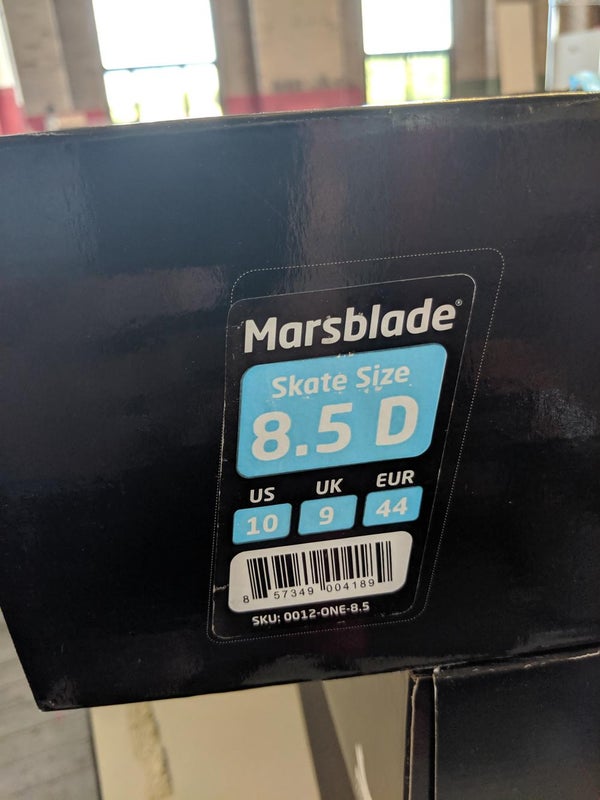 Marsblade®
Skate Size
8.5 D
US UK EUR
10 9 44
8 57349 004189
SKU: 0012-ONE-8.5